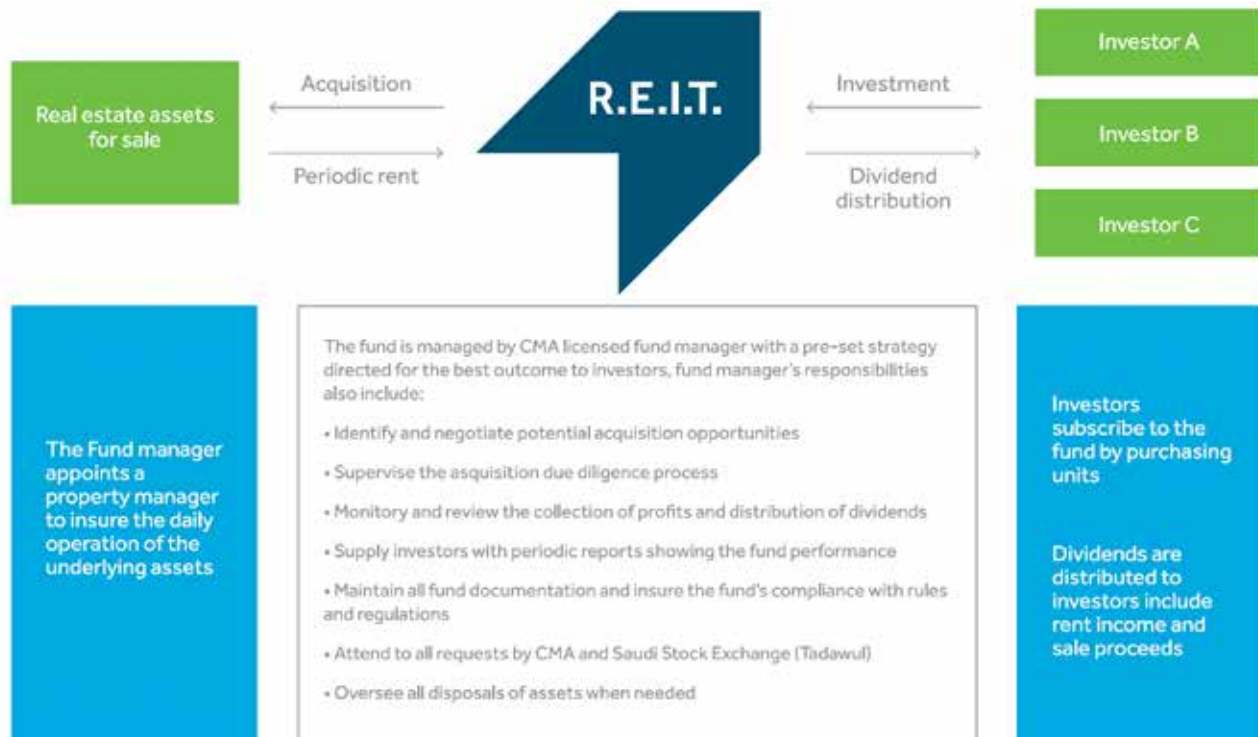 Real estate assets
for sale
Acquisition
Periodic rent
R.E.I.T.
Investment
Dividend
distribution
Investor A
Investor B
Investor C
The Fund manager
appoints a
property manager
to insure the daily
operation of the
underlying assets
The fund is managed by CMA licensed fund manager with a pre-set strategy
directed for the best outcome to investors, fund manager's responsibilities
also include:
• Identify and negotiate potential acquisition opportunities
• Supervise the asquisition due diligence process
• Monitory and review the collection of profits and distribution of dividends
• Supply investors with periodic reports showing the fund performance
• Maintain all fund documentation and insure the fund's compliance with rules
and regulations
• Attend to all requests by CMA and Saudi Stock Exchange (Tadawul)
• Oversee all disposals of assets when needed
Investors
subscribe to the
fund by purchasing
units
Dividends are
distributed to
investors include
rent income and
sale proceeds